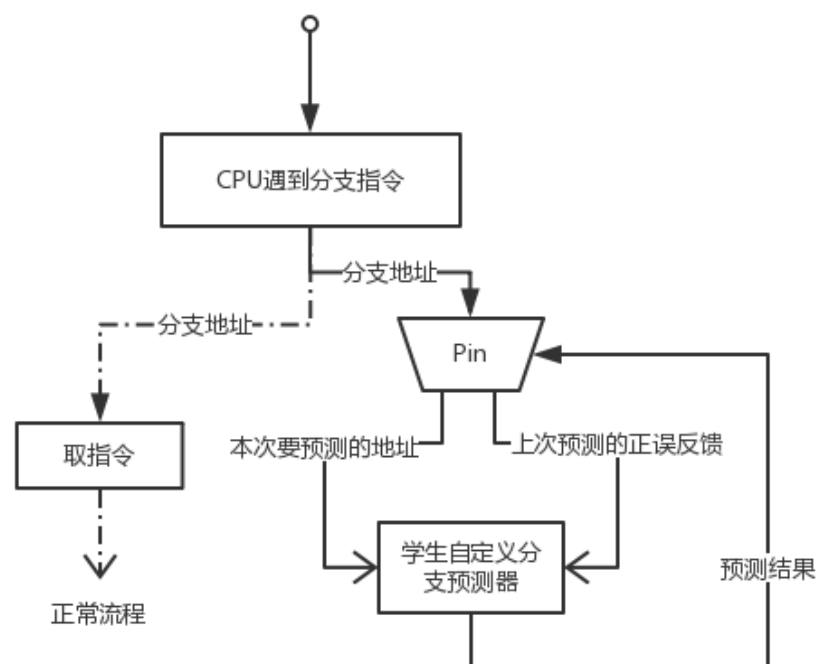 CPU遇到分支指令
分支地址
分支地址
Pin
本次要预测的地址
上次预测的正误反馈
取指令
学生自定义分
支预测器
预测结果
正常流程